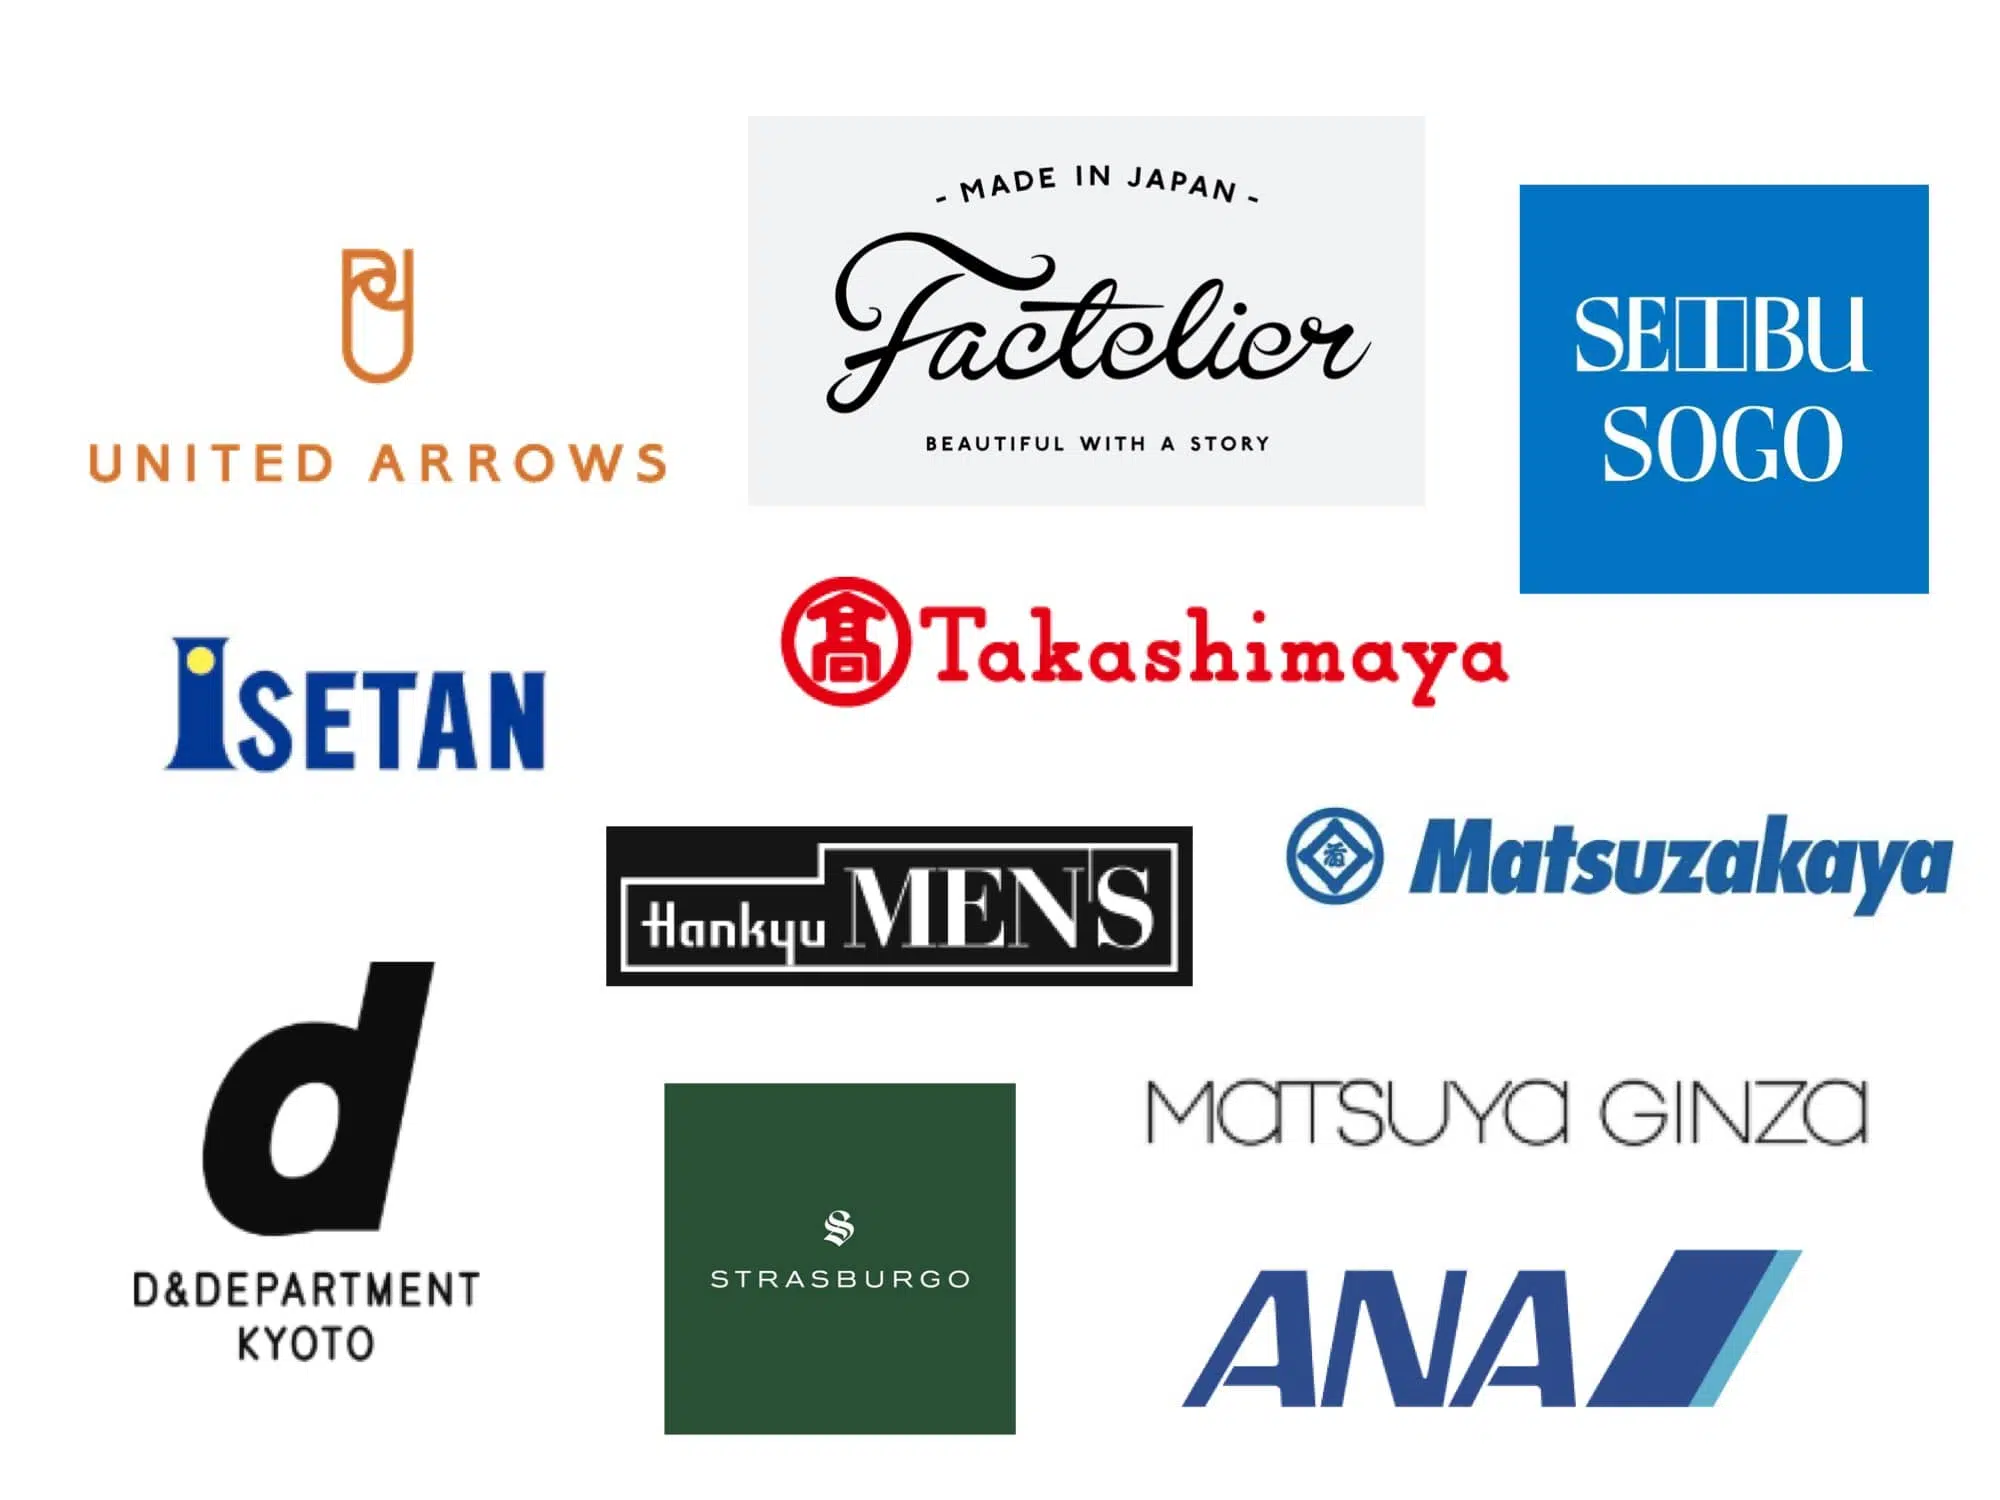 - MADE IN JAPAN -
Factelier
BEAUTIFUL WITH A STORY
UNITED ARROWS
SEIBU
SOGO
高 Takashimaya
ISETAN
Matsuzakaya
Hankyu MEN'S
d
D&DEPARTMENT
KYOTO
S
STRASBURGO
MATSUYA GINZA
ANA